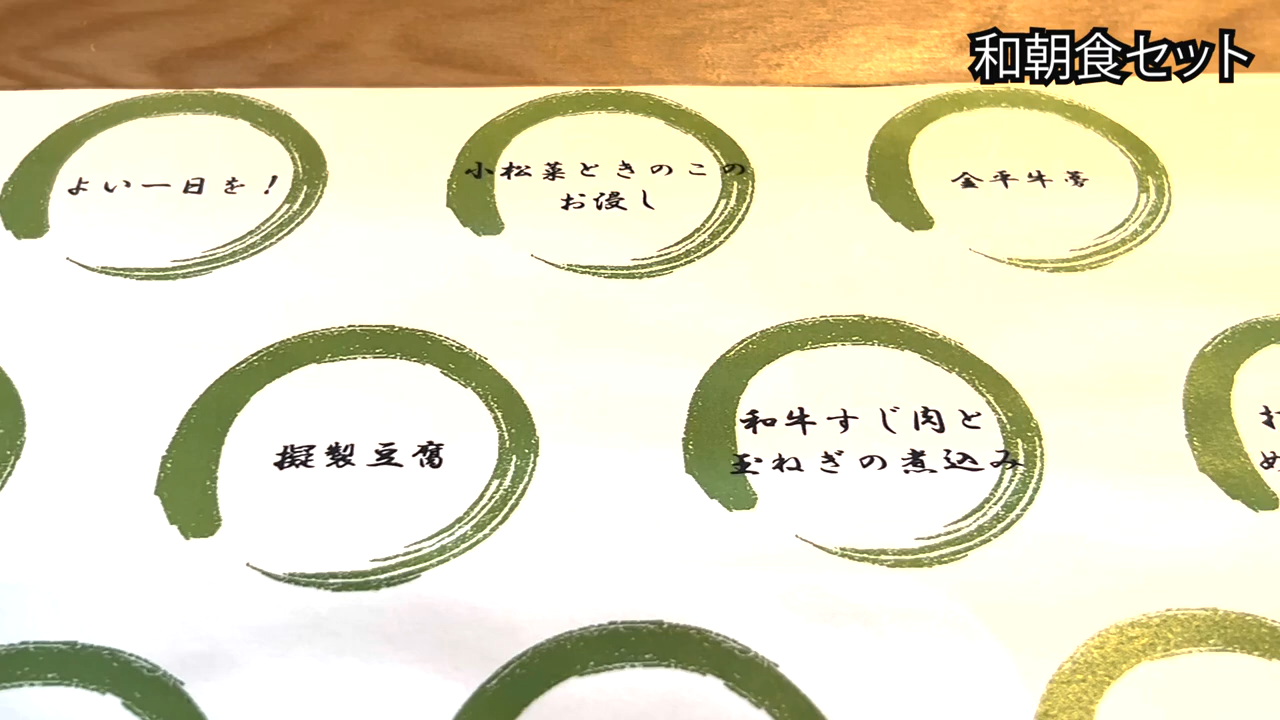 和朝食セット
よい一日を!
小松菜ときのこの
お浸し
金平牛蒡
擬製豆腐
和牛すじ肉と
玉ねぎの煮込み